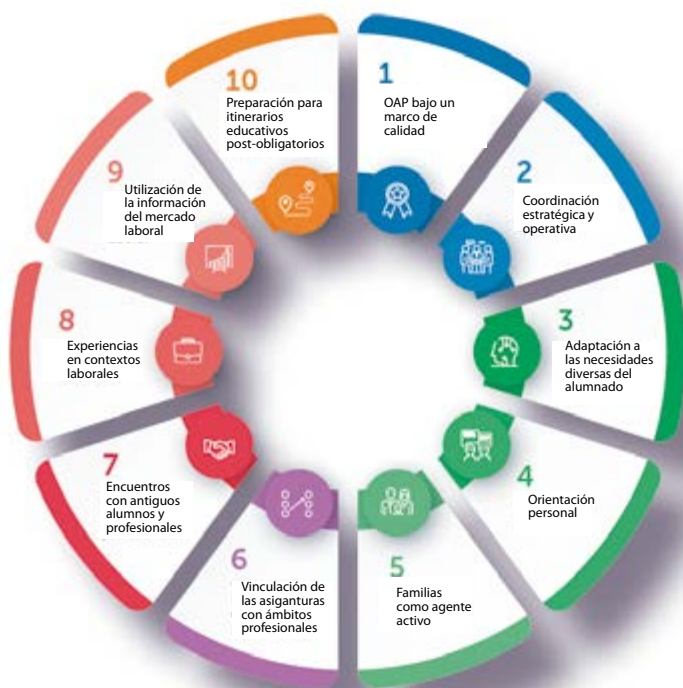 1
OAP bajo un
marco de
calidad
2
Coordinación
estratégica y
operativa
3
Adaptación a
las necesidades
diversas del
alumnado
4
Orientación
personal
5
Familias
como agente
activo
6
Vinculación de
las asiganturas
con ámbitos
profesionales
7
Encuentros
con antiguos
alumnos y
profesionales
8
Experiencias
en contextos
laborales
9
Utilización de
la información
del mercado
laboral
10
Preparación para
itinerarios
educativos
post-obligatorios